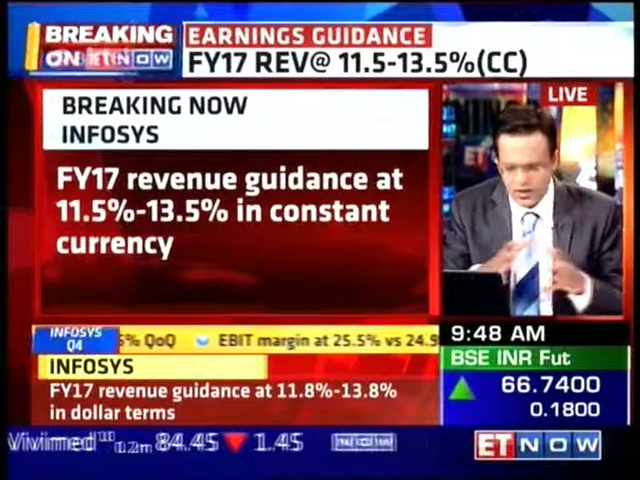 BREAKING
ON ET NOW
EARNINGS GUIDANCE
FY17 REV@ 11.5-13.5%(CC)
BREAKING NOW
INFOSYS
FY17 revenue guidance at
11.5%-13.5% in constant
currency
LIVE
ET
INFOSYS
Q4
% QoQ
EBIT margin at 25.5% vs 24.9
INFOSYS
FY17 revenue guidance at 11.8%-13.8%
in dollar terms
9:48 AM
BSE INR Fut
66.7400
0.1800
84.45 1.45
ET NOW